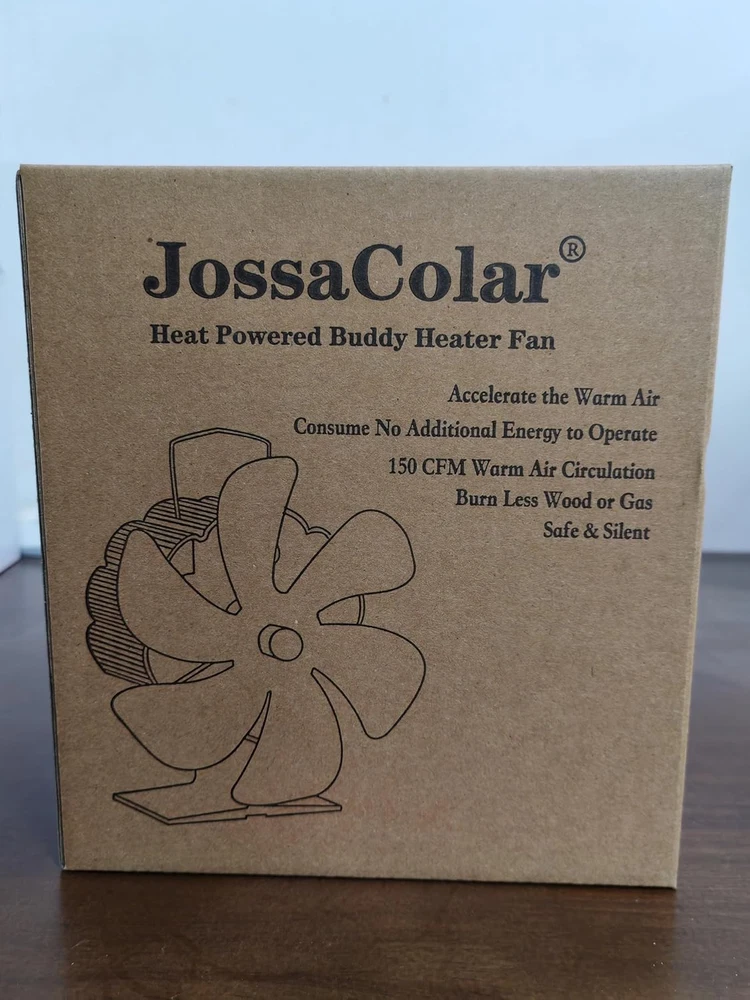 JossaColar®
Heat Powered Buddy Heater Fan
Accelerate the Warm Air
Consume No Additional Energy to Operate
150 CFM Warm Air Circulation
Burn Less Wood or Gas
Safe & Silent